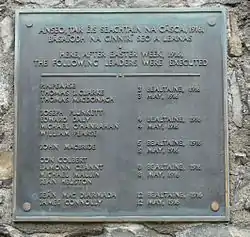 ANSEO, TAR ÉIS SEACHTAIN NA CÁSCA, 1916,
BÁSAÍODH NA CINNIRÍ SEO A LEANAS
HERE AFTER EASTER WEEK, 1916,
THE FOLLOWING LEADERS WERE EXECUTED
P.H. PEARSE
THOMAS J. CLARKE 3 BEALTAINE, 1916
THOMAS MACDONAGH 3 MAY, 1916
JOSEPH PLUNKETT
EDWARD DALY 4 BEALTAINE, 1916
MICHAEL O'HANRAHAN 4 MAY, 1916
WILLIAM PEARSE
JOHN MACBRIDE 5 BEALTAINE, 1916
5 MAY, 1916
CON COLBERT
EAMONN CEANNT 8 BEALTAINE, 1916
MICHAEL MALLIN 8 MAY, 1916
SEAN HEUSTON
SEAN MAC DIARMADA 12 BEALTAINE, 1916
JAMES CONNOLLY 12 MAY, 1916